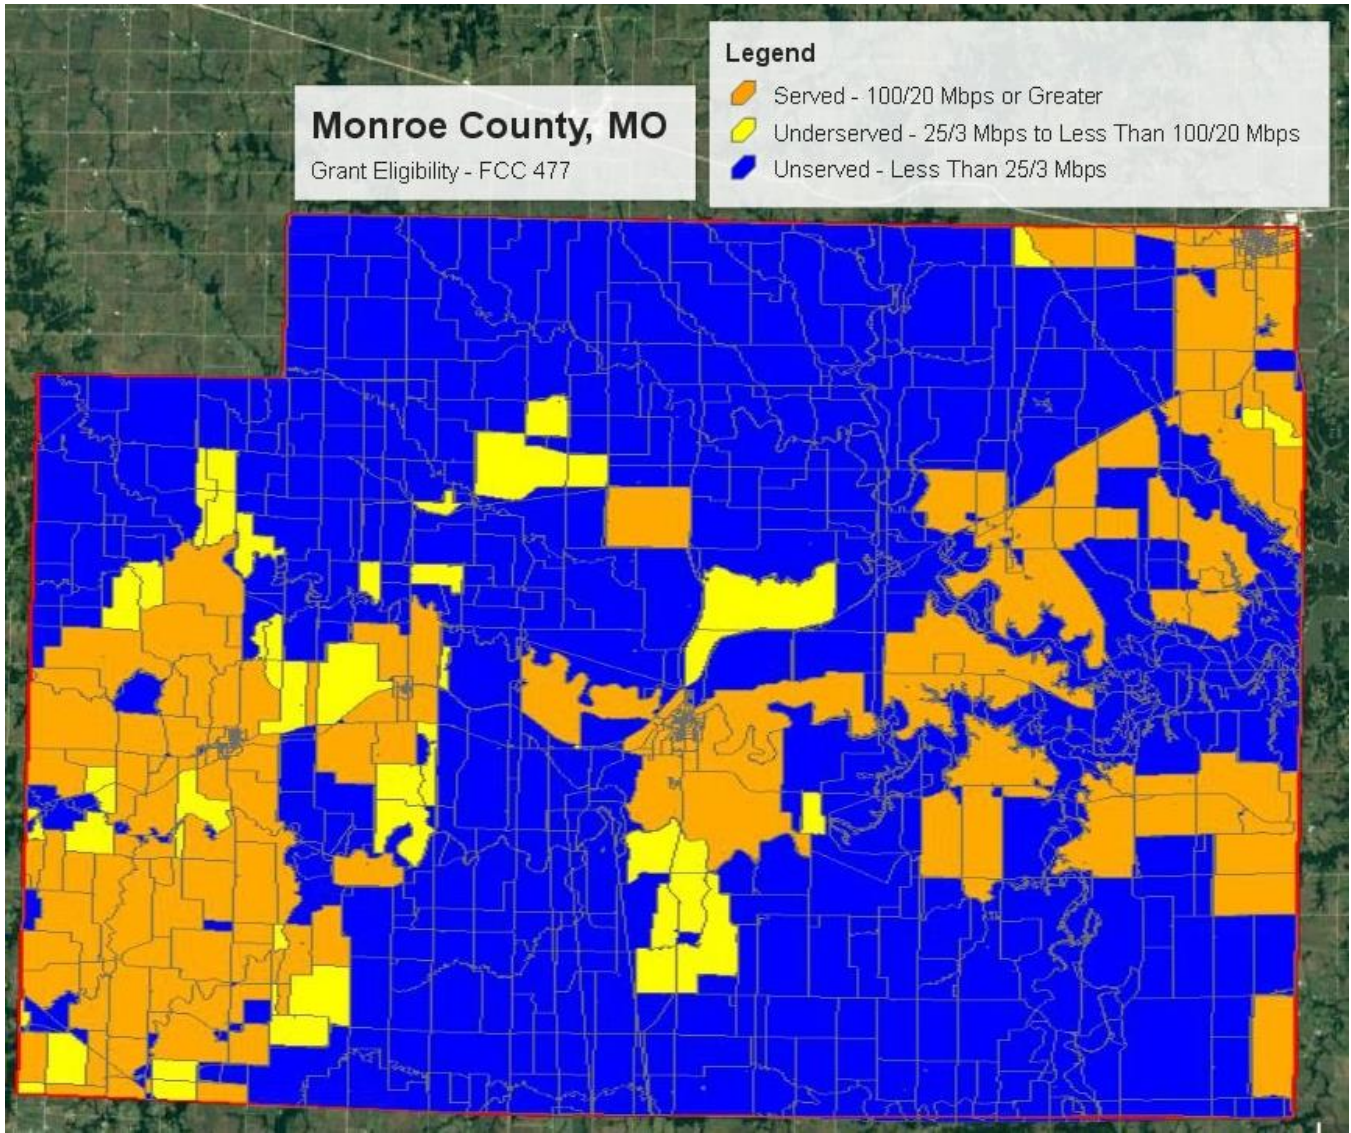 Legend
Served - 100/20 Mbps or Greater
Underserved - 25/3 Mbps to Less Than 100/20 Mbps
Unserved - Less Than 25/3 Mbps
Monroe County, MO
Grant Eligibility - FCC 477